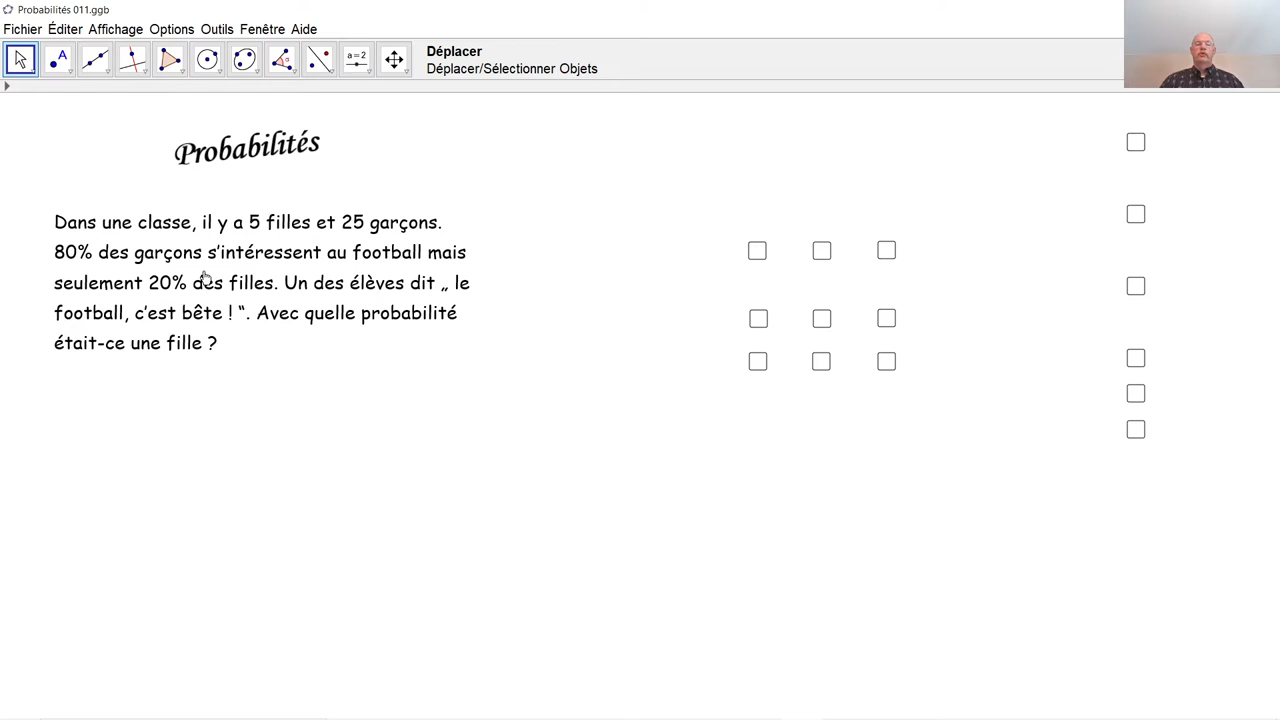 Probabilités 011.ggb
Fichier Éditer Affichage Options Outils Fenêtre Aide
A
α
a=2
Déplacer
Déplacer/Sélectionner Objets
Probabilités
Dans une classe, il y a 5 filles et 25 garçons.
80% des garçons s’intéressent au football mais
seulement 20% des filles. Un des élèves dit „ le
football, c’est bête ! “. Avec quelle probabilité
était-ce une fille ?